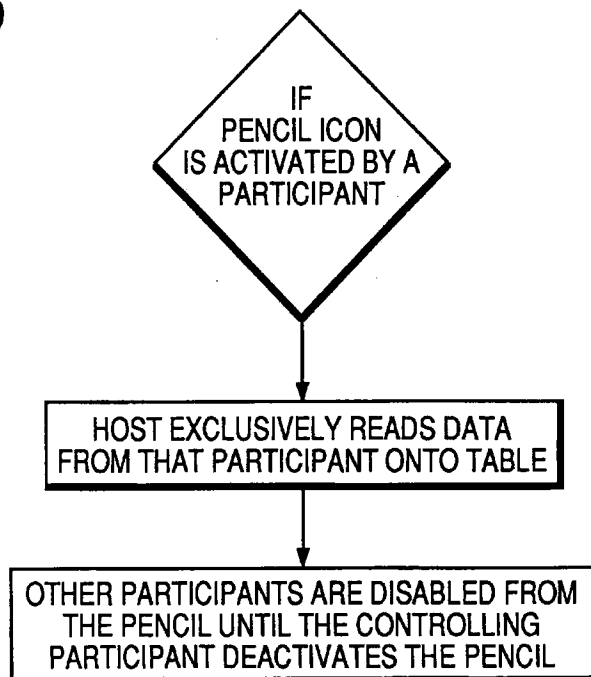 IF
PENCIL ICON
IS ACTIVATED BY A
PARTICIPANT
HOST EXCLUSIVELY READS DATA
FROM THAT PARTICIPANT ONTO TABLE
OTHER PARTICIPANTS ARE DISABLED FROM
THE PENCIL UNTIL THE CONTROLLING
PARTICIPANT DEACTIVATES THE PENCIL